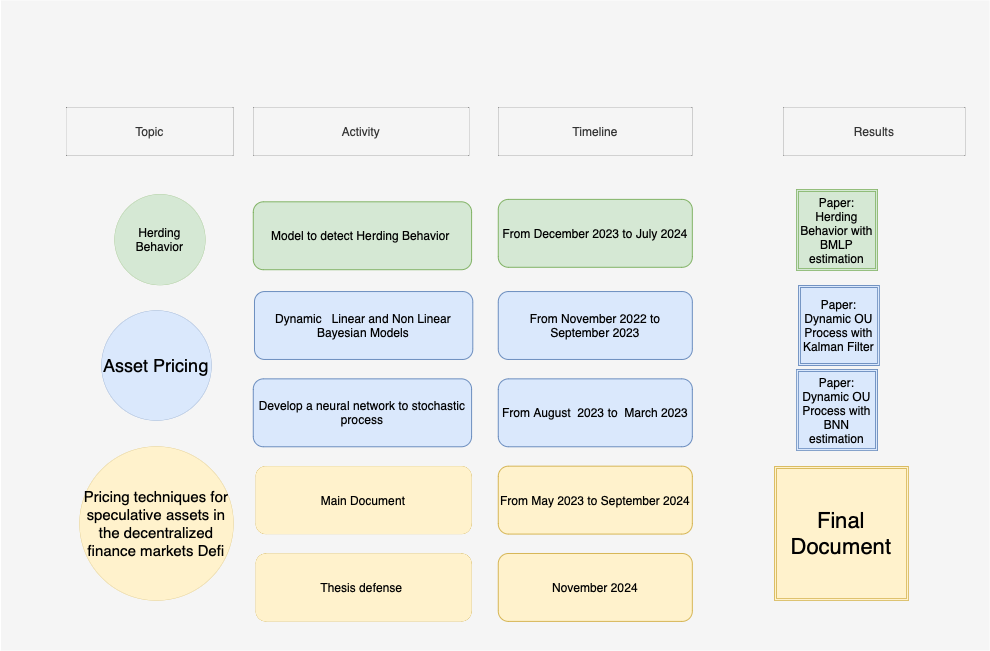 Topic
Activity
Timeline
Results
Herding
Behavior
Model to detect Herding Behavior
From December 2023 to July 2024
Paper:
Herding
Behavior with
BMLP
estimation
Asset Pricing
Dynamic Linear and Non Linear
Bayesian Models
From November 2022 to
September 2023
Paper:
Dynamic OU
Process with
Kalman Filter
Develop a neural network to stochastic
process
From August 2023 to March 2023
Paper:
Dynamic OU
Process with
BNN
estimation
Pricing techniques for
speculative assets in
the decentralized
finance markets Defi
Main Document
From May 2023 to September 2024
Final
Document
Thesis defense
November 2024